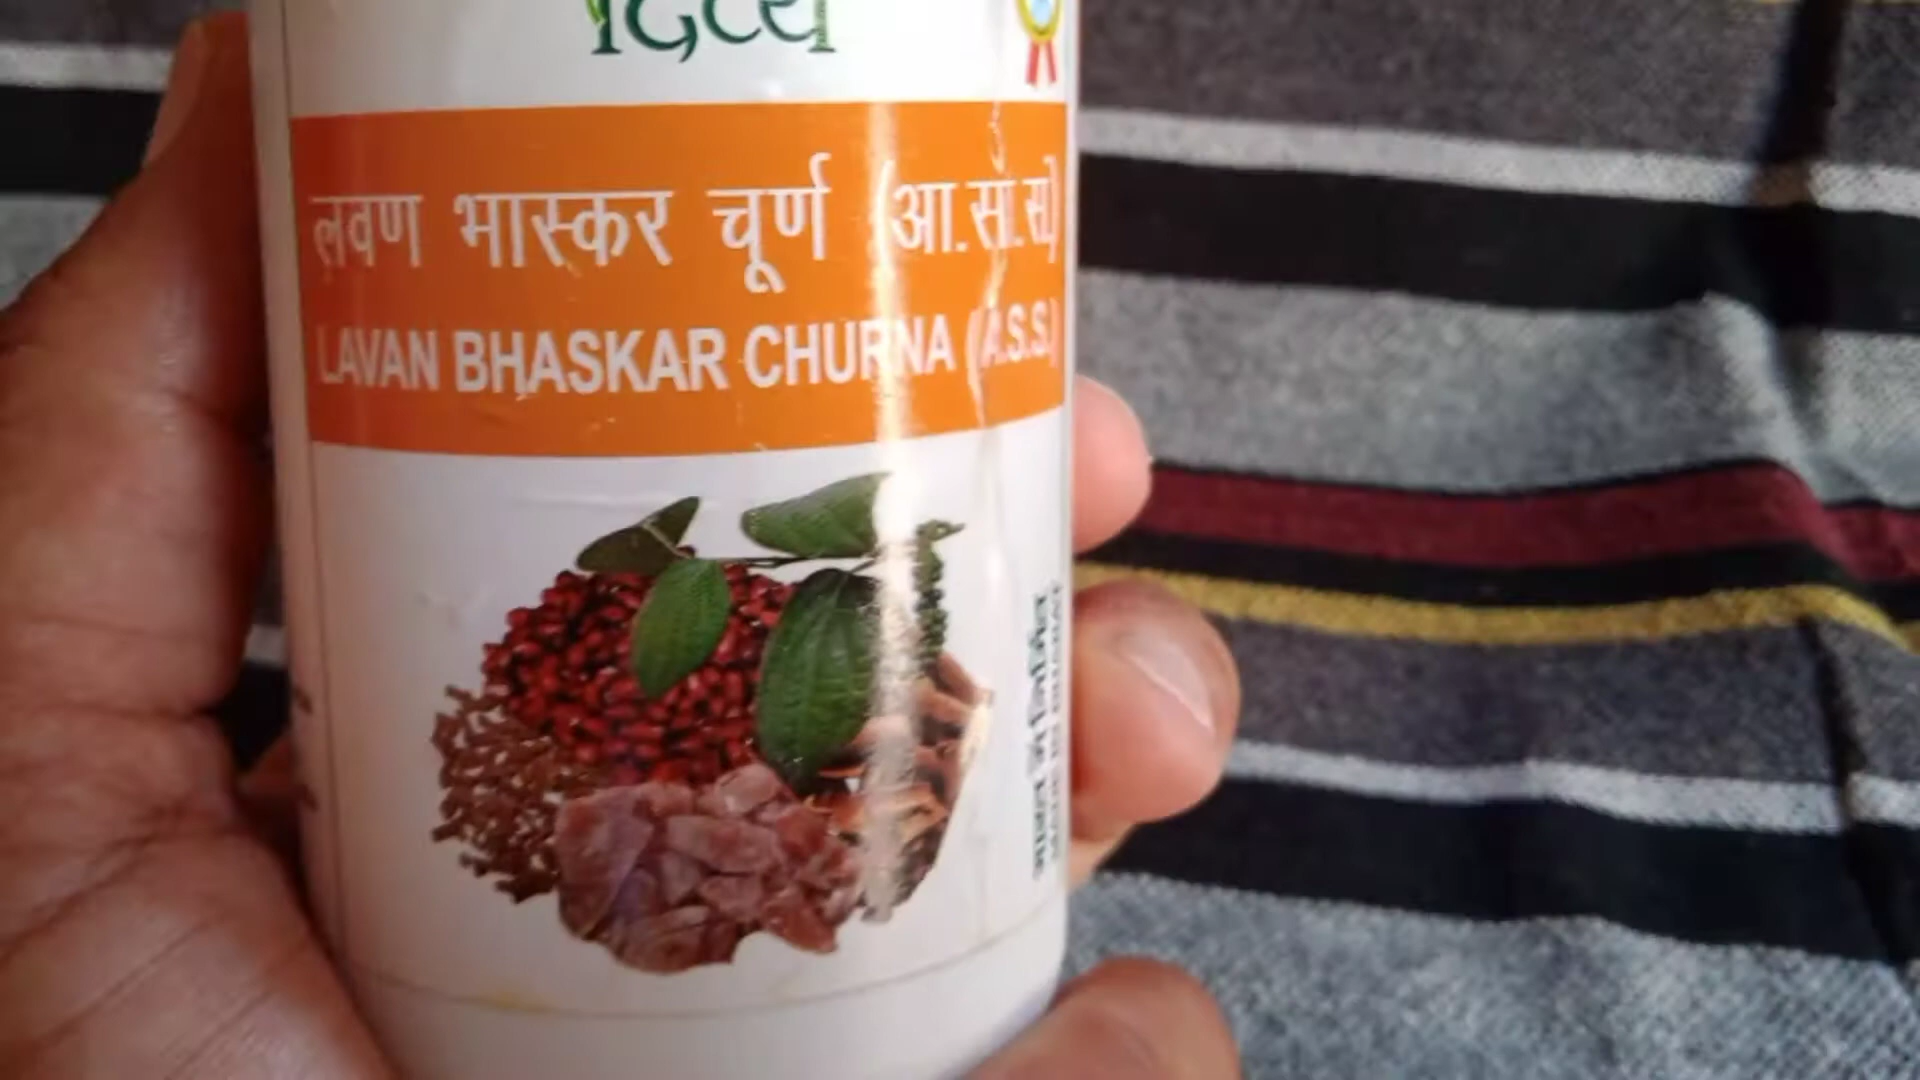 दिव्य
लवण भास्कर चूर्ण (आ.सा.सं)
LAVAN BHASKAR CHURNA (A.S.S.)